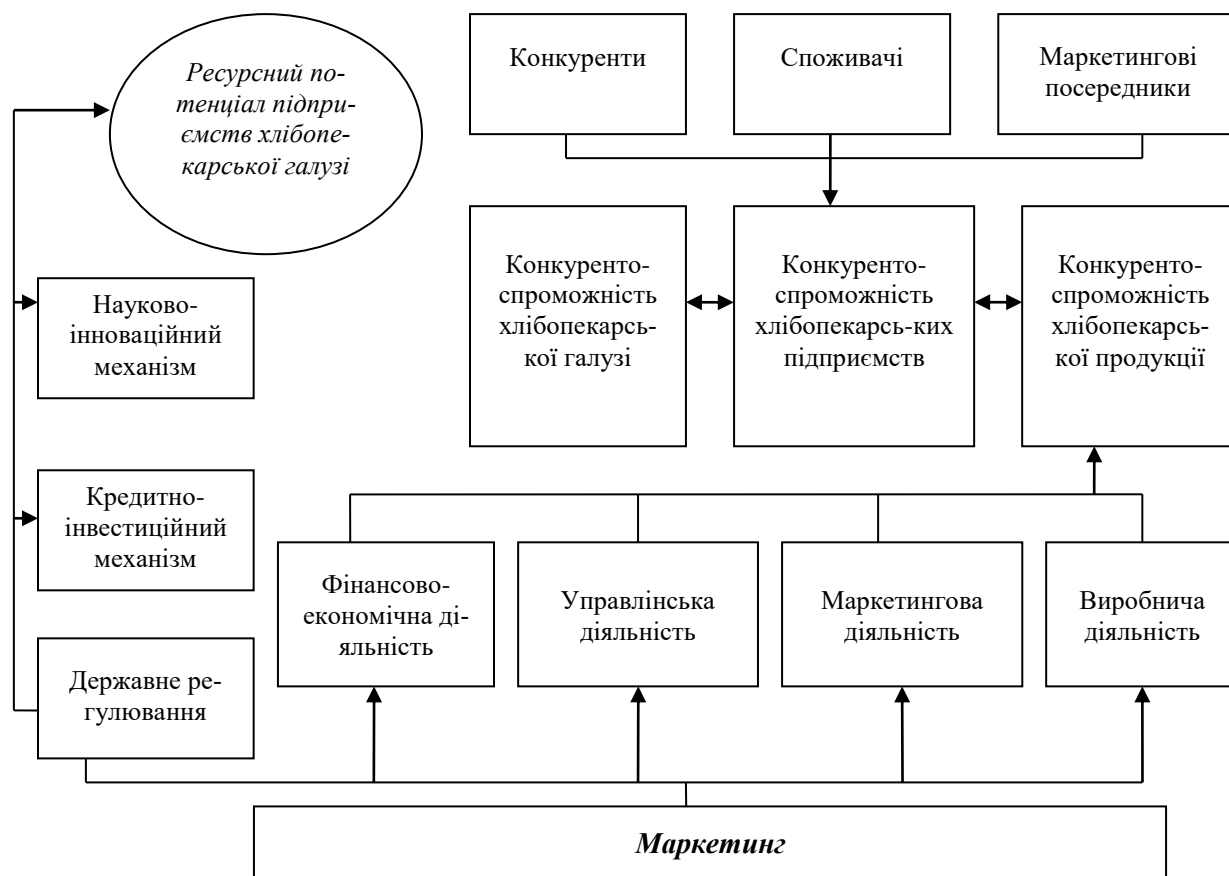 Ресурсний по-
тенціал підпри-
ємств хлібопе-
карської галузі
Конкуренти
Споживачі
Маркетингові
посередники
Конкуренто-
спроможність
хлібопекарсь-
кої галузі
Конкуренто-
спроможність
хлібопекарсь-ких
підприємств
Конкуренто-
спроможність
хлібопекарсь-
кої продукції
Науково-
інноваційний
механізм
Кредитно-
інвестиційний
механізм
Державне ре-
гулювання
Фінансово-
економічна ді-
яльність
Управлінська
діяльність
Маркетингова
діяльність
Виробнича
діяльність
Маркетинг